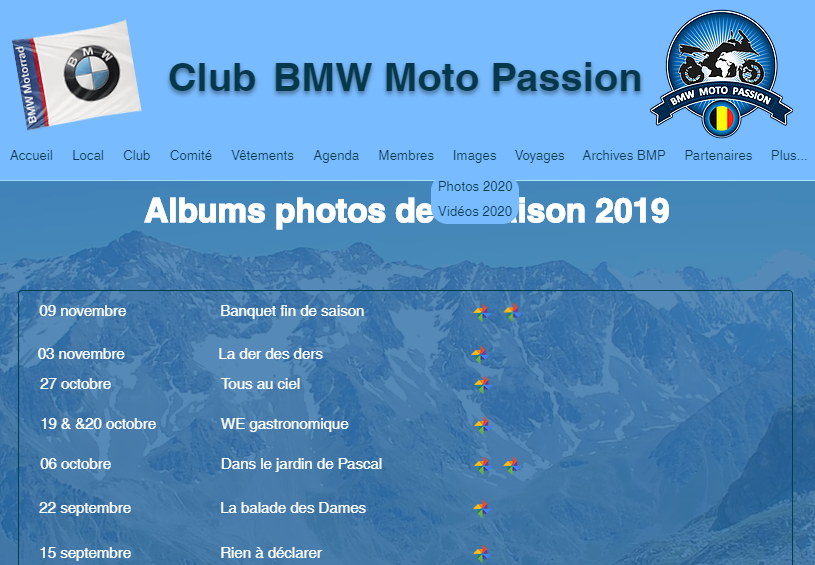 BMW Motorrad
BMW
Club BMW Moto Passion
BMW MOTO PASSION
Accueil Local Club Comité Vêtements Agenda Membres Images Voyages Archives BMP Partenaires Plus...
Photos 2020
Vidéos 2020
Albums photos de aison 2019
09 novembre Banquet fin de saison
03 novembre La der des ders
27 octobre Tous au ciel
19 & &20 octobre WE gastronomique
06 octobre Dans le jardin de Pascal
22 septembre La balade des Dames
15 septembre Rien à déclarer